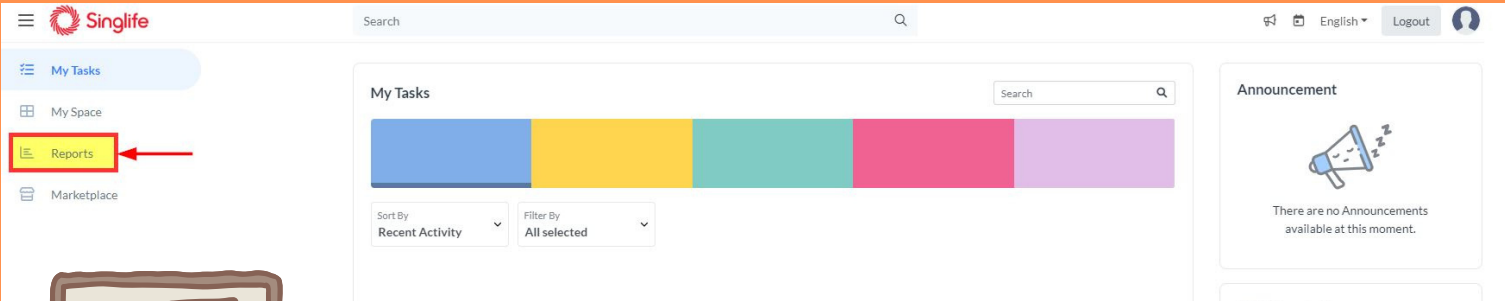 Singlife
Search
English
Logout
My Tasks
My Space
Reports
Marketplace
My Tasks
Search
Sort By
Recent Activity
Filter By
All selected
Announcement
There are no Announcements
available at this moment.